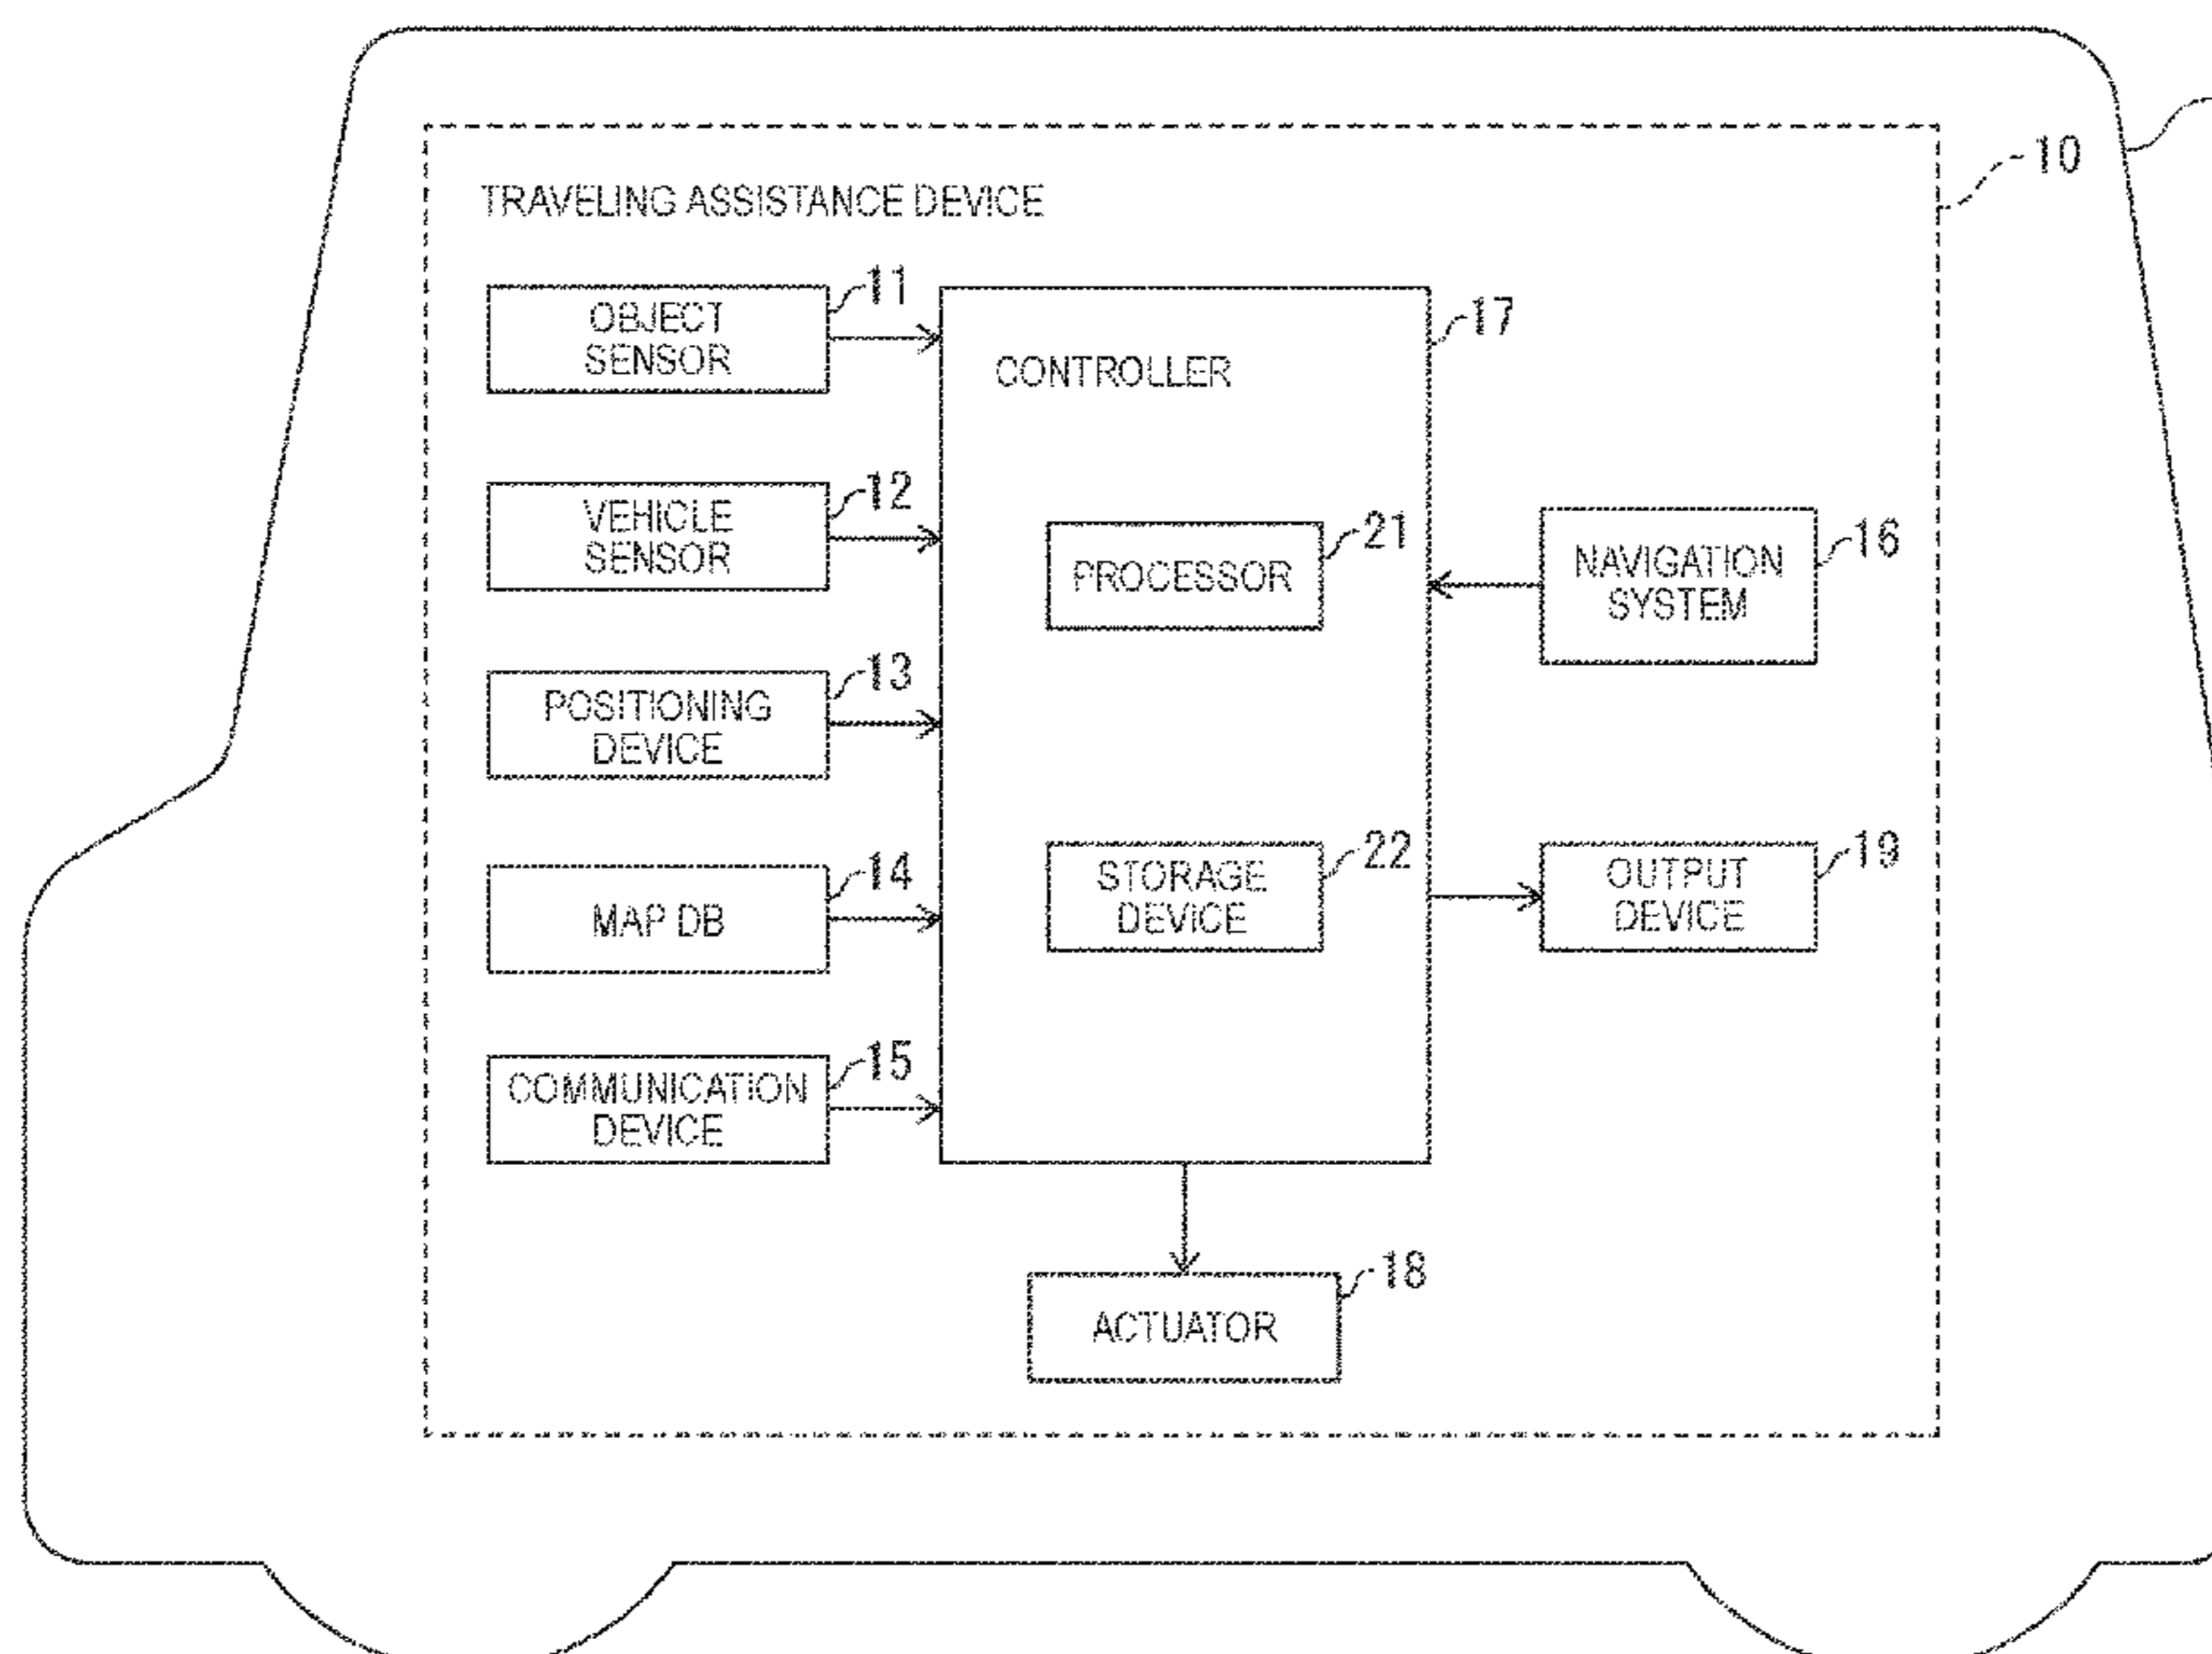 10
TRAVELING ASSISTANCE DEVICE
11
OBJECT
SENSOR
17
CONTROLLER
12
VEHICLE
SENSOR
21
PROCESSOR
16
NAVIGATION
SYSTEM
13
POSITIONING
DEVICE
14
MAP DB
22
STORAGE
DEVICE
19
OUTPUT
DEVICE
15
COMMUNICATION
DEVICE
18
ACTUATOR